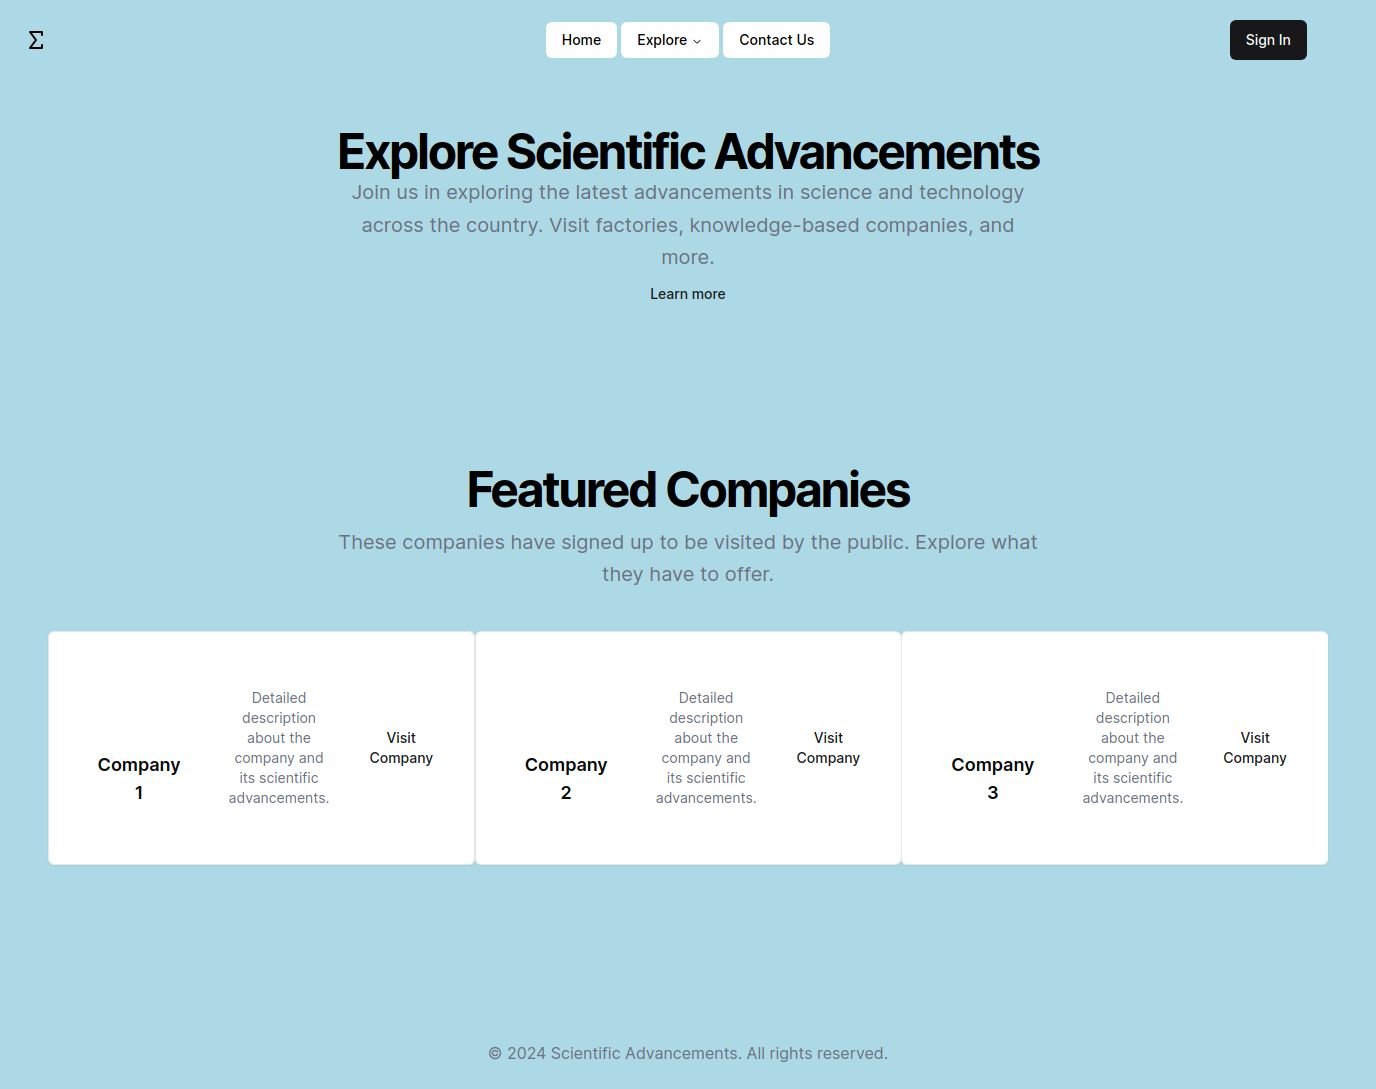 Σ
Home
Explore
Contact Us
Sign In
Explore Scientific Advancements
Join us in exploring the latest advancements in science and technology
across the country. Visit factories, knowledge-based companies, and
more.
Learn more
Featured Companies
These companies have signed up to be visited by the public. Explore what
they have to offer.
Company
1
Detailed
description
about the
company and
its scientific
advancements.
Visit
Company
Company
2
Detailed
description
about the
company and
its scientific
advancements.
Visit
Company
Company
3
Detailed
description
about the
company and
its scientific
advancements.
Visit
Company
© 2024 Scientific Advancements. All rights reserved.